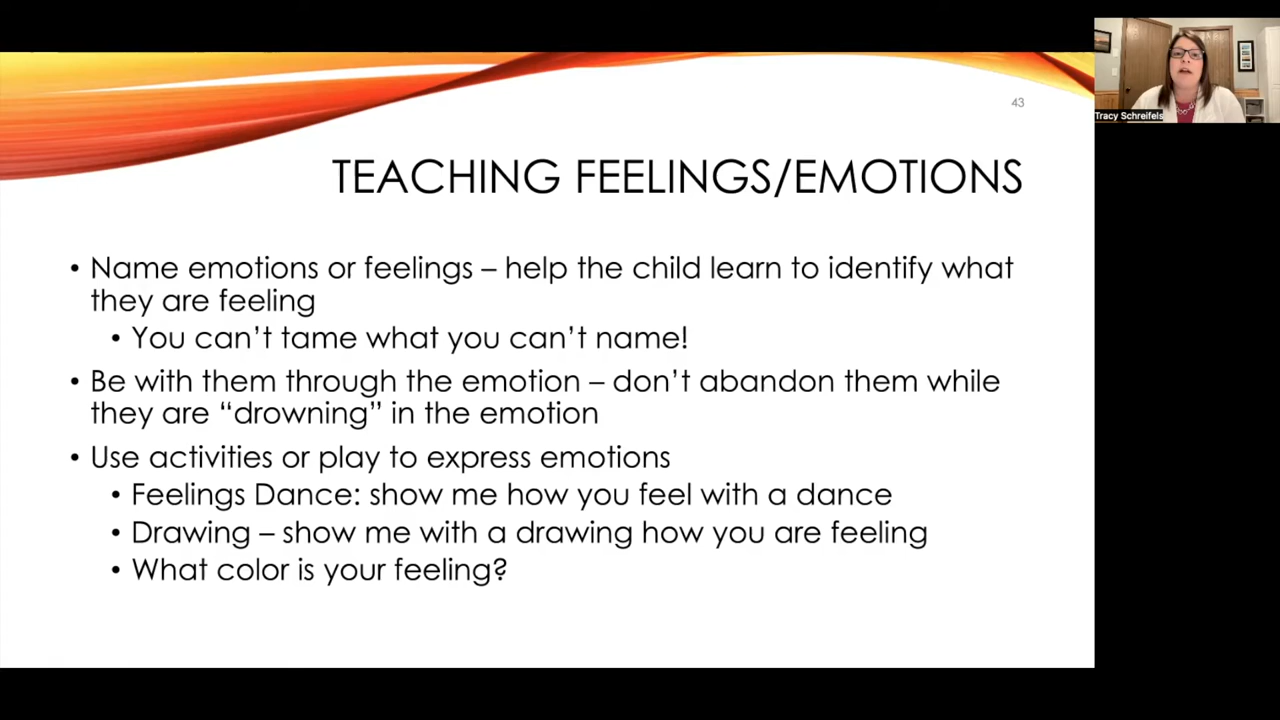 43
Tracy Schreifels
TEACHING FEELINGS/EMOTIONS
• Name emotions or feelings – help the child learn to identify what
they are feeling
• You can’t tame what you can’t name!
• Be with them through the emotion – don’t abandon them while
they are “drowning” in the emotion
• Use activities or play to express emotions
• Feelings Dance: show me how you feel with a dance
• Drawing – show me with a drawing how you are feeling
• What color is your feeling?